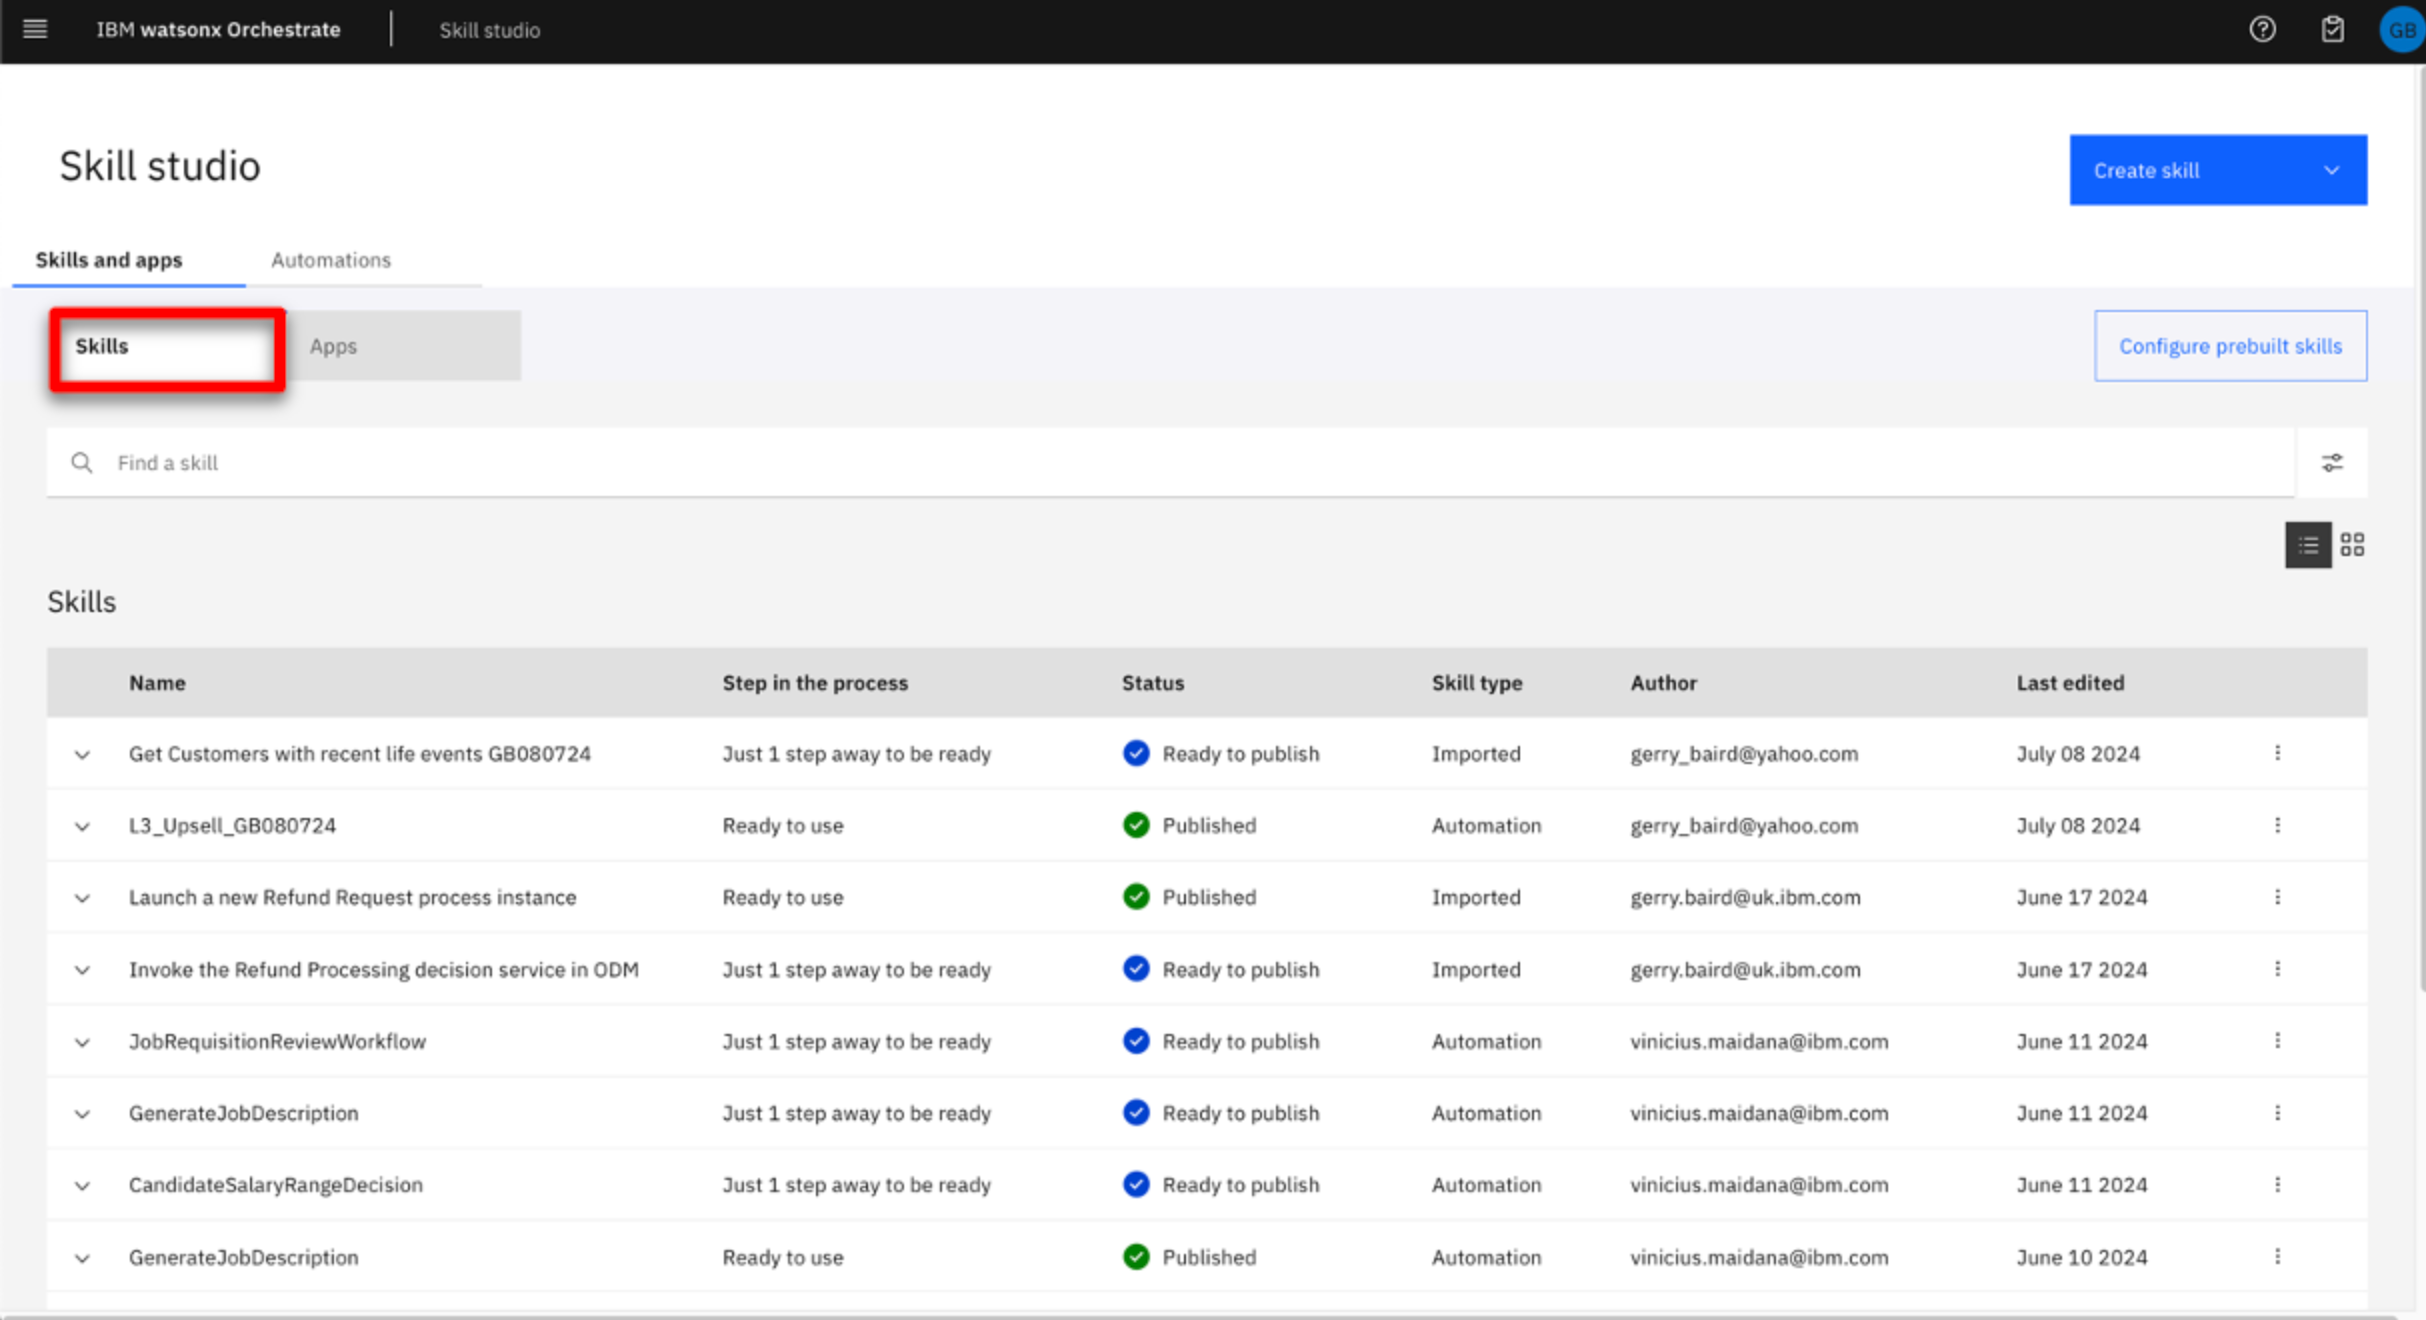 IBM watsonx Orchestrate Skill studio GB
Skill studio
Create skill
Skills and apps Automations
Skills Apps Configure prebuilt skills
Find a skill
Skills
Name Step in the process Status Skill type Author Last edited
Get Customers with recent life events GB080724 Just 1 step away to be ready Ready to publish Imported gerry_baird@yahoo.com July 08 2024
L3_Upsell_GB080724 Ready to use Published Automation gerry_baird@yahoo.com July 08 2024
Launch a new Refund Request process instance Ready to use Published Imported gerry.baird@uk.ibm.com June 17 2024
Invoke the Refund Processing decision service in ODM Just 1 step away to be ready Ready to publish Imported gerry.baird@uk.ibm.com June 17 2024
JobRequisitionReviewWorkflow Just 1 step away to be ready Ready to publish Automation vinicius.maidana@ibm.com June 11 2024
GenerateJobDescription Just 1 step away to be ready Ready to publish Automation vinicius.maidana@ibm.com June 11 2024
CandidateSalaryRangeDecision Just 1 step away to be ready Ready to publish Automation vinicius.maidana@ibm.com June 11 2024
GenerateJobDescription Ready to use Published Automation vinicius.maidana@ibm.com June 10 2024